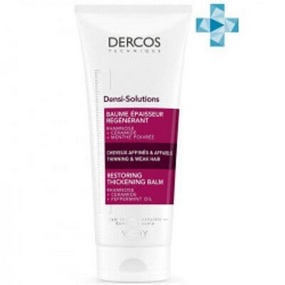 DERCOS
TECHNIQUE
Densi-Solutions
BAUME ÉPAISSEUR
RÉGÉNÉRANT
RHAMNOSE
+ CÉRAMIDE
+ MENTHE POIVRÉE
CHEVEUX AFFINÉS & AFFAIBLIS
THINNING & WEAK HAIR
RESTORING
THICKENING BALM
RHAMNOSE
+ CERAMIDE
+ PEPPERMINT OIL
VICHY